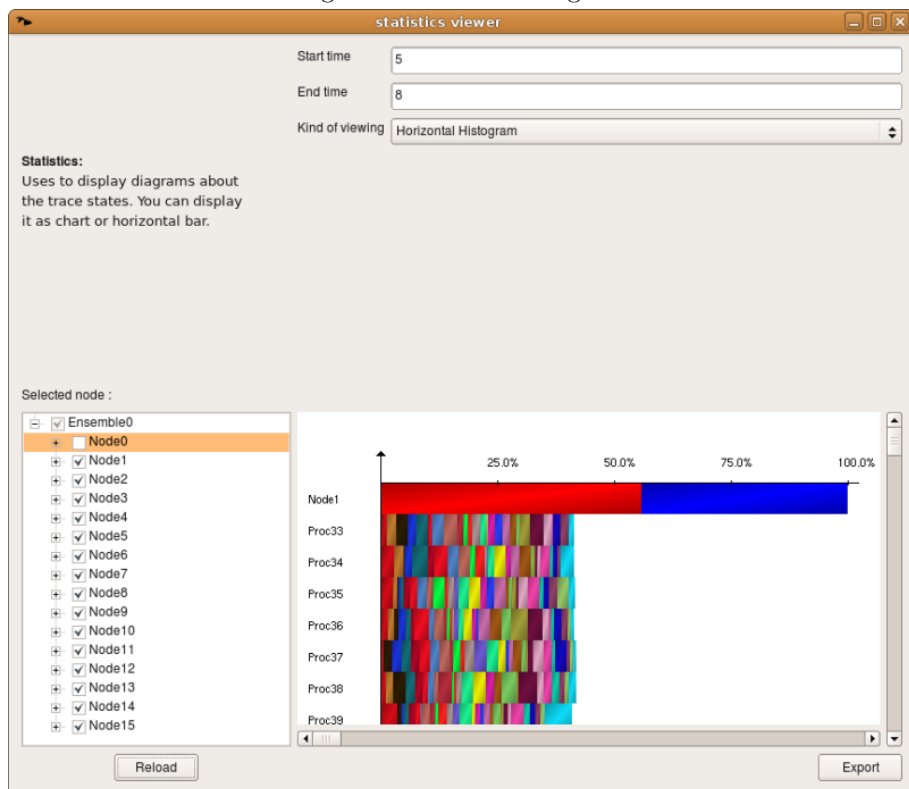 statistics viewer
Start time
5
End time
8
Kind of viewing
Horizontal Histogram
Statistics:
Uses to display diagrams about
the trace states. You can display
it as chart or horizontal bar.
Selected node :
Ensemble0
Node0
Node1
Node2
Node3
Node4
Node5
Node6
Node7
Node8
Node9
Node10
Node11
Node12
Node13
Node14
Node15
25.0% 50.0% 75.0% 100.0%
Node1
Proc33
Proc34
Proc35
Proc36
Proc37
Proc38
Proc39
Reload
Export